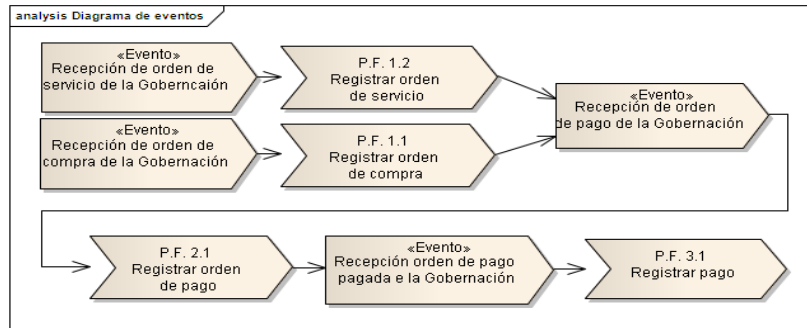 analysis Diagrama de eventos
«Evento»
Recepción de orden de
servicio de la Goberncaión
P.F. 1.2
Registrar orden
de servicio
«Evento»
Recepción de orden
de pago de la Gobernación
«Evento»
Recepción de orden de
compra de la Gobernación
P.F. 1.1
Registrar orden
de compra
P.F. 2.1
Registrar orden
de pago
«Evento»
Recepción orden de pago
pagada e la Gobernación
P.F. 3.1
Registrar pago